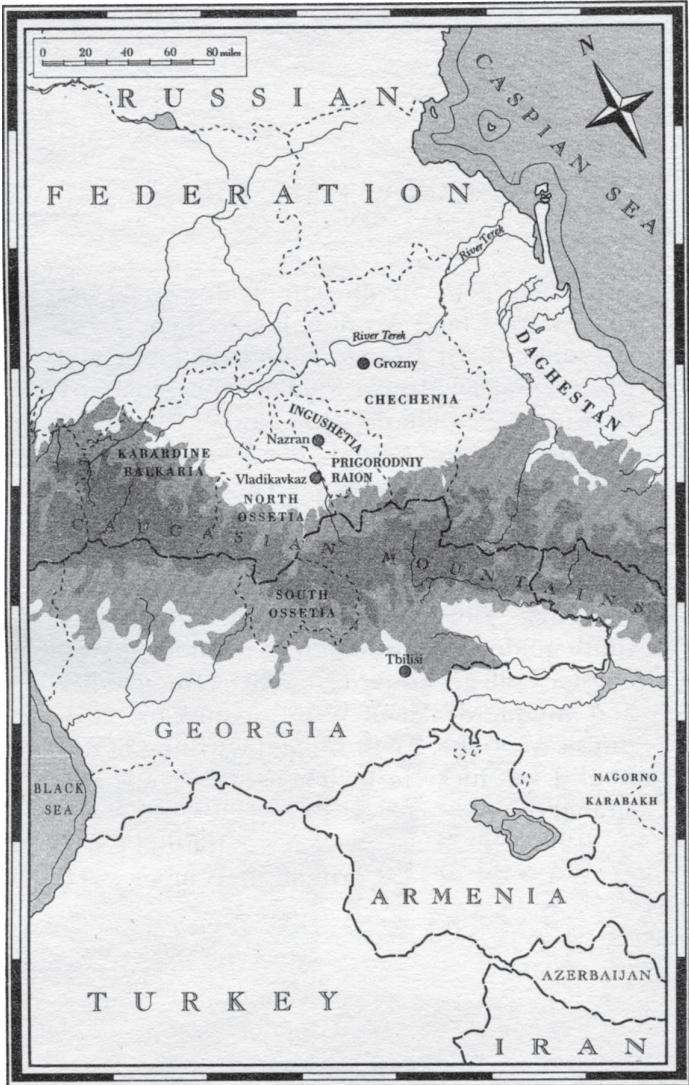 0 20 40 60 80 miles
N
CASPIAN SEA
RUSSIAN
FEDERATION
River Terek
River Terek
Grozny
DAGHESTAN
CHECHENIA
INGUSHETIA
Nazran
KABARDINE
BALKARIA
PRIGORODNIY
RAION
Vladikavkaz
NORTH
OSSETIA
CAUCASIAN MOUNTAINS
SOUTH
OSSETIA
Tbilisi
GEORGIA
BLACK
SEA
NAGORNO
KARABAKH
ARMENIA
AZERBAIJAN
TURKEY
IRAN